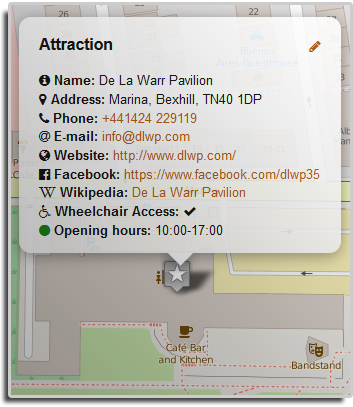 22
26
28
Attraction
Name: De La Warr Pavilion
Address: Marina, Bexhill, TN40 1DP
Phone: +441424 229119
@ E-mail: info@dlwp.com
Website: http://www.dlwp.com/
Facebook: https://www.facebook.com/dlwp35
W Wikipedia: De La Warr Pavilion
Wheelchair Access: ✔
Opening hours: 10:00-17:00
P
Café Bar
and Kitchen
Bandstand